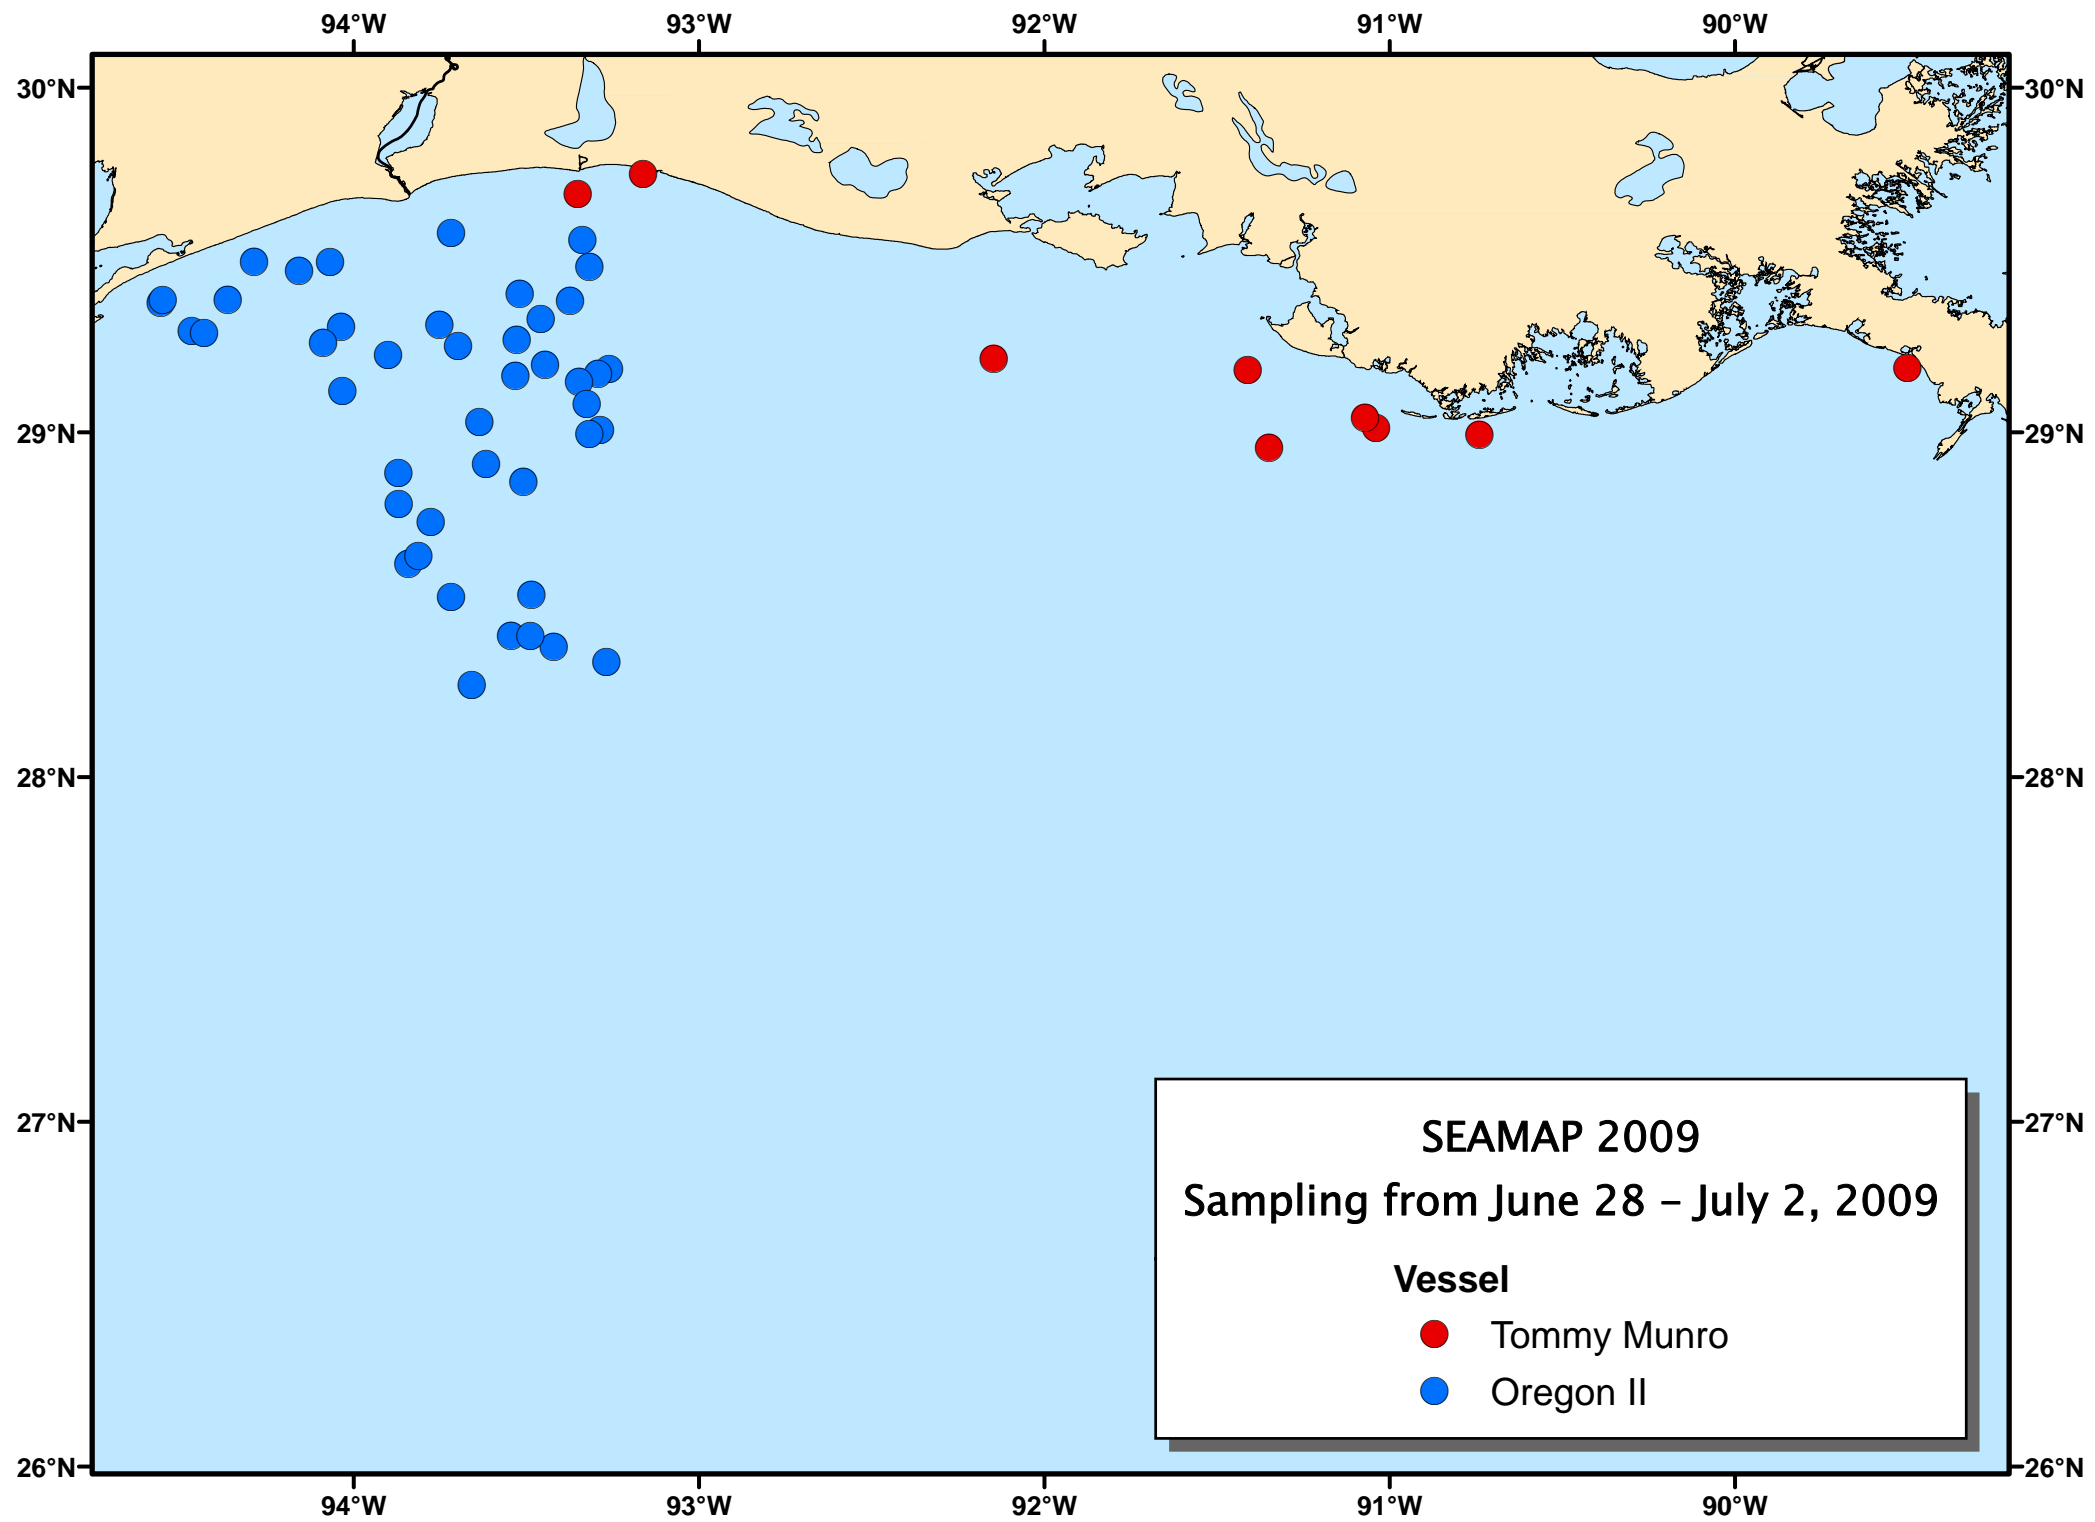 94°W 93°W 92°W 91°W 90°W
30°N 30°N
29°N 29°N
28°N 28°N
27°N 27°N
26°N 26°N
SEAMAP 2009
Sampling from June 28 – July 2, 2009
Vessel
Tommy Munro
Oregon II
94°W 93°W 92°W 91°W 90°W